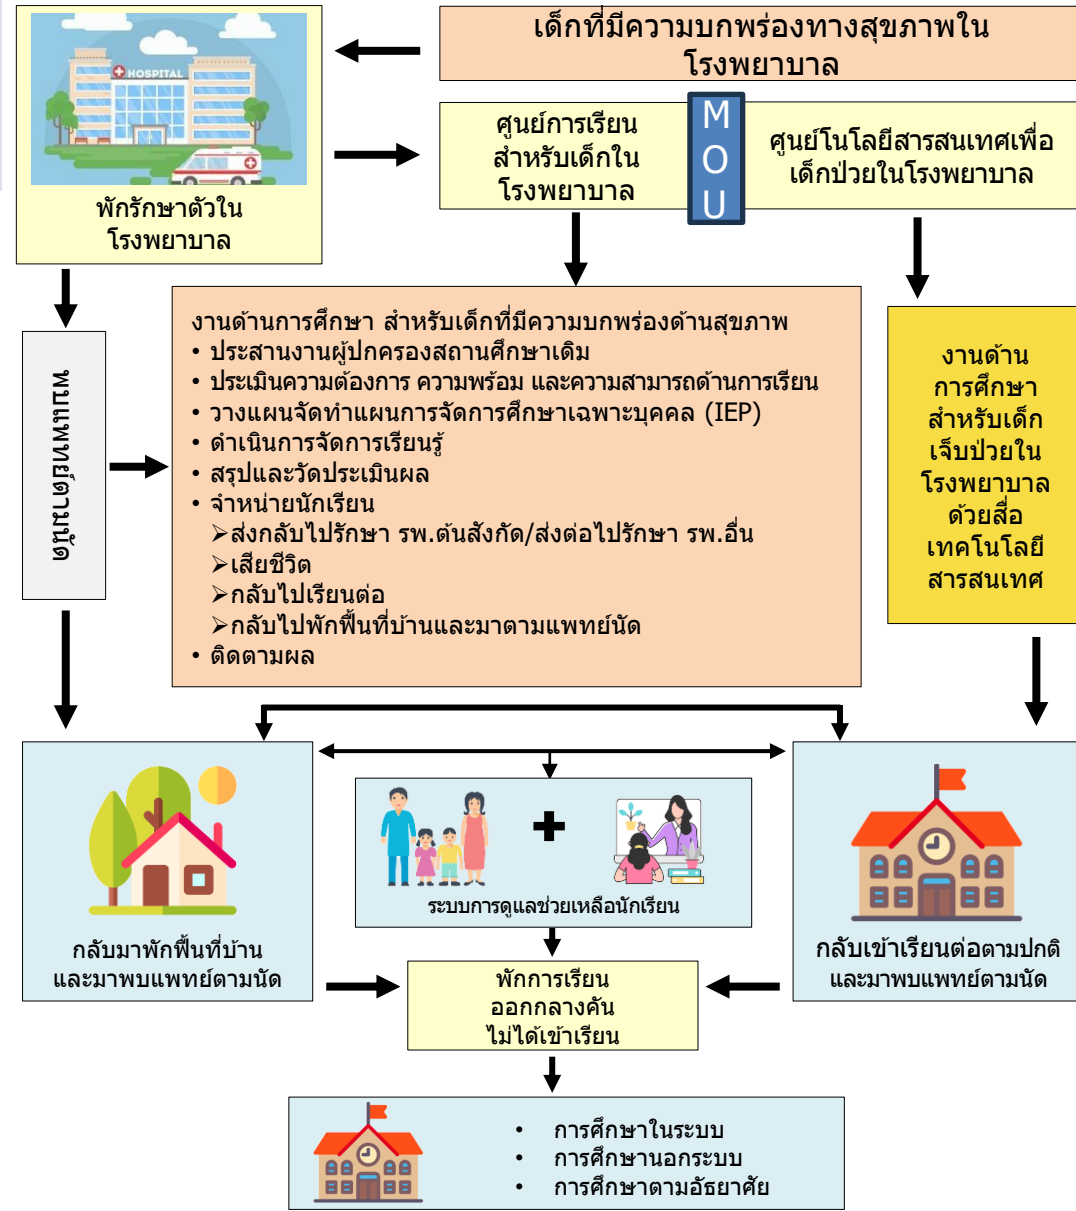 เด็กที่มีความบกพร่องทางสุขภาพใน
โรงพยาบาล
HOSPITAL
พักรักษาตัวใน
โรงพยาบาล
ศูนย์การเรียน
สำหรับเด็กใน
โรงพยาบาล
M
O
U
ศูนย์โนโลยีสารสนเทศเพื่อ
เด็กป่วยในโรงพยาบาล
พบแพทย์ตามนัด
งานด้านการศึกษา สำหรับเด็กที่มีความบกพร่องด้านสุขภาพ
• ประสานงานผู้ปกครองสถานศึกษาเดิม
• ประเมินความต้องการ ความพร้อม และความสามารถด้านการเรียน
• วางแผนจัดทำแผนการจัดการศึกษาเฉพาะบุคคล (IEP)
• ดำเนินการจัดการเรียนรู้
• สรุปและวัดประเมินผล
• จำหน่ายนักเรียน
➢ส่งกลับไปรักษา รพ.ต้นสังกัด/ส่งต่อไปรักษา รพ.อื่น
➢เสียชีวิต
➢กลับไปเรียนต่อ
➢กลับไปพักฟื้นที่บ้านและมาตามแพทย์นัด
• ติดตามผล
งานด้าน
การศึกษา
สำหรับเด็ก
เจ็บป่วยใน
โรงพยาบาล
ด้วยสื่อ
เทคโนโลยี
สารสนเทศ
กลับมาพักฟื้นที่บ้าน
และมาพบแพทย์ตามนัด
ระบบการดูแลช่วยเหลือนักเรียน
กลับเข้าเรียนต่อตามปกติ
และมาพบแพทย์ตามนัด
พักการเรียน
ออกกลางคัน
ไม่ได้เข้าเรียน
• การศึกษาในระบบ
• การศึกษานอกระบบ
• การศึกษาตามอัธยาศัย